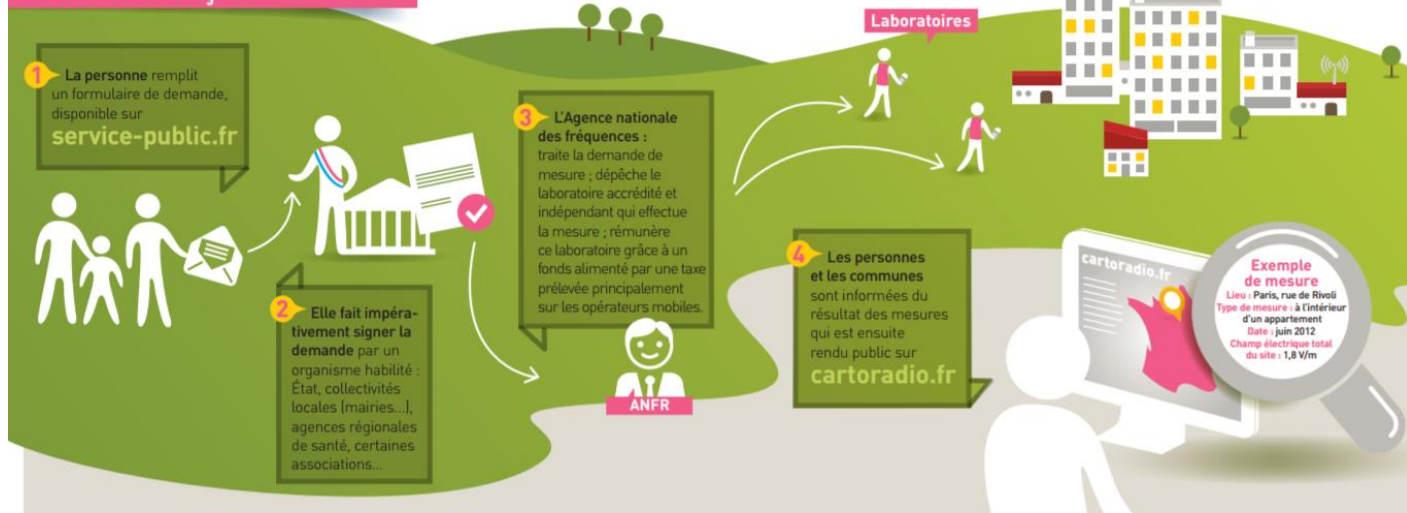 Laboratoires
1 La personne remplit
un formulaire de demande,
disponible sur
service-public.fr
2 Elle fait impéra-
tivement signer la
demande par un
organisme habilité :
État, collectivités
locales (mairies...),
agences régionales
de santé, certaines
associations...
3 L'Agence nationale
des fréquences :
traite la demande de
mesure ; dépêche le
laboratoire accrédité et
indépendant qui effectue
la mesure ; rémunère
ce laboratoire grâce à un
fonds alimenté par une taxe
prélevée principalement
sur les opérateurs mobiles.
ANFR
4 Les personnes
et les communes
sont informées du
résultat des mesures
qui est ensuite
rendu public sur
cartoradio.fr
cartoradio.fr
Exemple
de mesure
Lieu : Paris, rue de Rivoli
Type de mesure : à l'intérieur
d'un appartement
Date : juin 2012
Champ électrique total
du site : 1,8 V/m